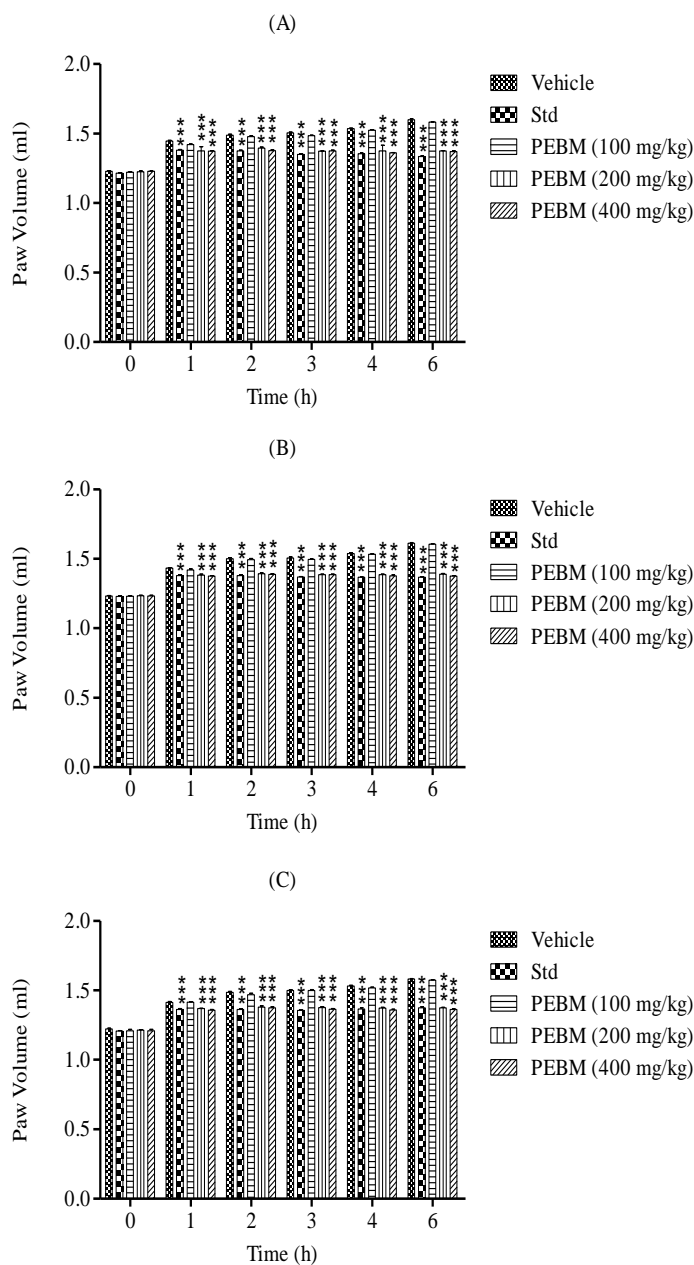 (A)
2.0
1.5
1.0
0.5
0.0
Paw Volume (ml)
*** *** *** *** *** *** *** *** *** *** *** *** *** *** ***
0 1 2 3 4 6
Time (h)
Vehicle
Std
PEBM (100 mg/kg)
PEBM (200 mg/kg)
PEBM (400 mg/kg)
(B)
2.0
1.5
1.0
0.5
0.0
Paw Volume (ml)
*** *** *** *** *** *** *** *** *** *** *** *** *** *** ***
0 1 2 3 4 6
Time (h)
Vehicle
Std
PEBM (100 mg/kg)
PEBM (200 mg/kg)
PEBM (400 mg/kg)
(C)
2.0
1.5
1.0
0.5
0.0
Paw Volume (ml)
*** *** *** *** *** *** *** *** *** *** *** *** *** *** ***
0 1 2 3 4 6
Time (h)
Vehicle
Std
PEBM (100 mg/kg)
PEBM (200 mg/kg)
PEBM (400 mg/kg)